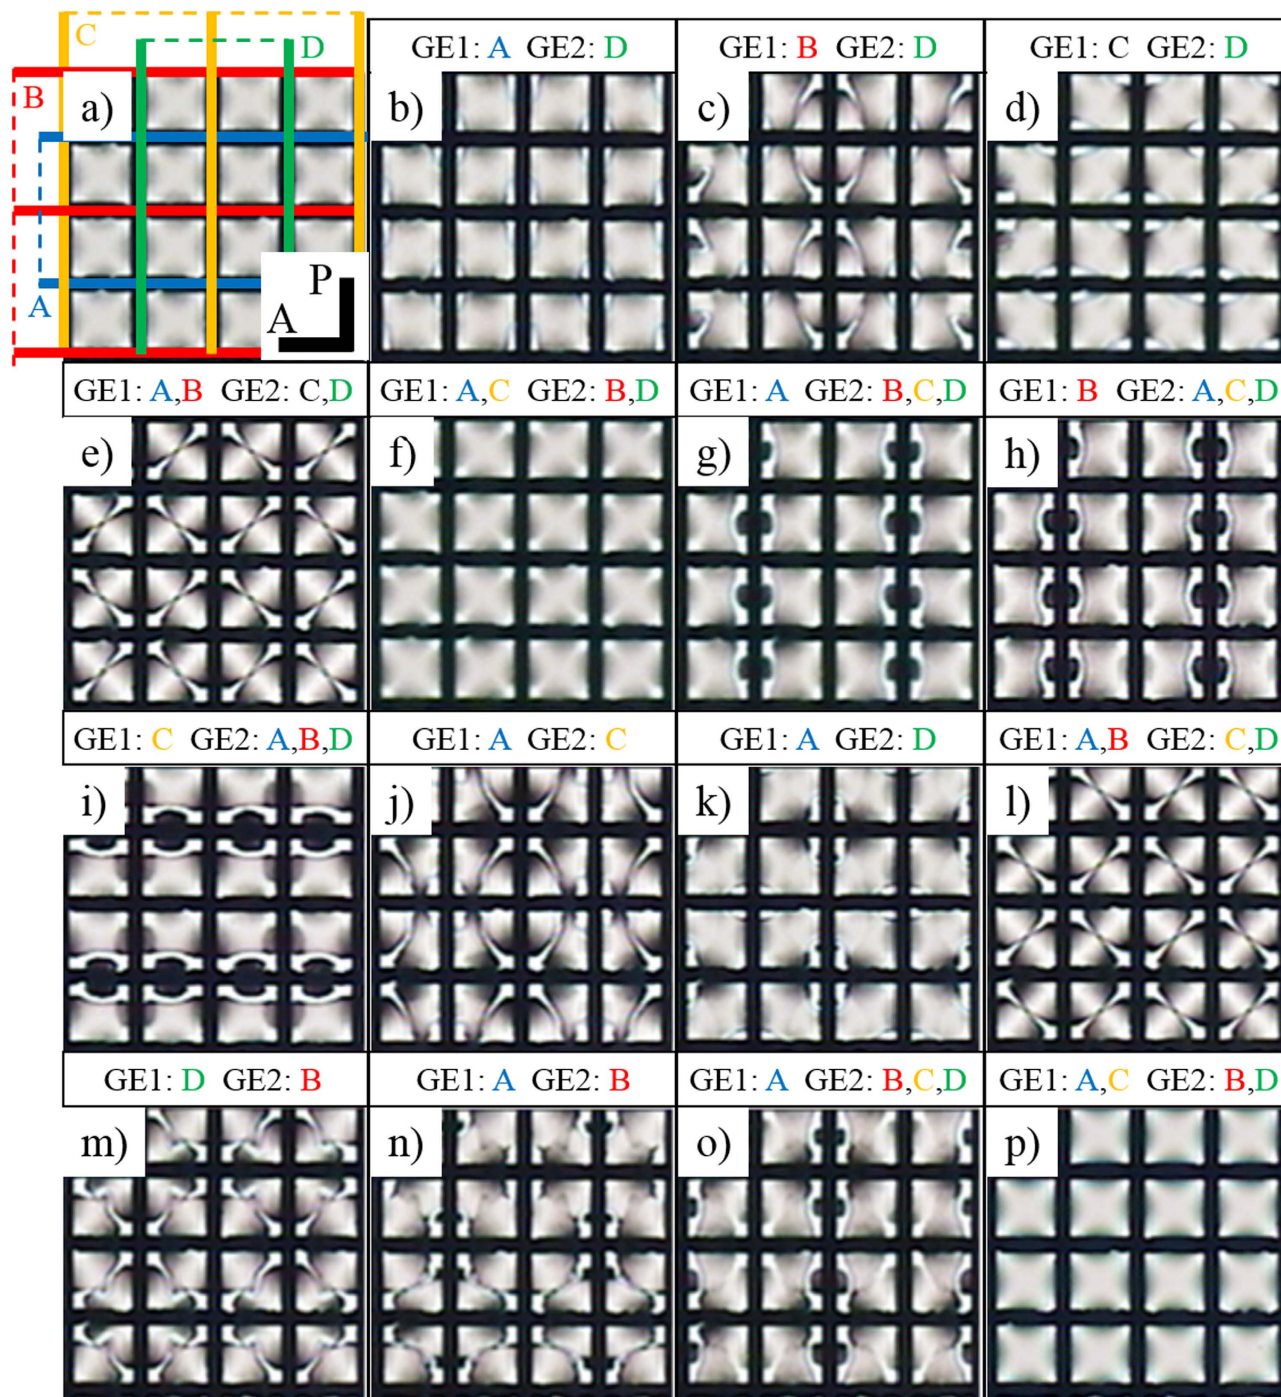 C
D
GE1: A GE2: D
GE1: B GE2: D
GE1: C GE2: D
B
a)
b)
c)
d)
A
P
A
GE1: A,B GE2: C,D
GE1: A,C GE2: B,D
GE1: A GE2: B,C,D
GE1: B GE2: A,C,D
e)
f)
g)
h)
GE1: C GE2: A,B,D
GE1: A GE2: C
GE1: A GE2: D
GE1: A,B GE2: C,D
i)
j)
k)
l)
GE1: D GE2: B
GE1: A GE2: B
GE1: A GE2: B,C,D
GE1: A,C GE2: B,D
m)
n)
o)
p)